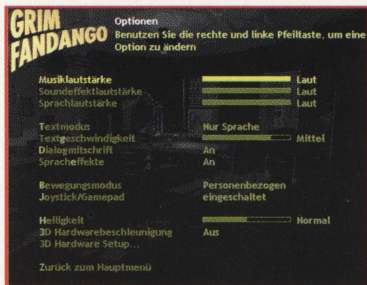 GRIM
FANDANGO
Optionen
Benutzen Sie die rechte und linke Pfeiltaste, um eine
Option zu ändern
Musiklautstärke Laut
Soundeffektlautstärke Laut
Sprachlautstärke Laut
Textmodus Nur Sprache
Textgeschwindigkeit Mittel
Dialogmitschrift An
Spracheffekte An
Bewegungsmodus Personenbezogen
Joystick/Gamepad eingeschaltet
Helligkeit Normal
3D Hardwarebeschleunigung Aus
3D Hardware Setup...
Zurück zum Hauptmenü